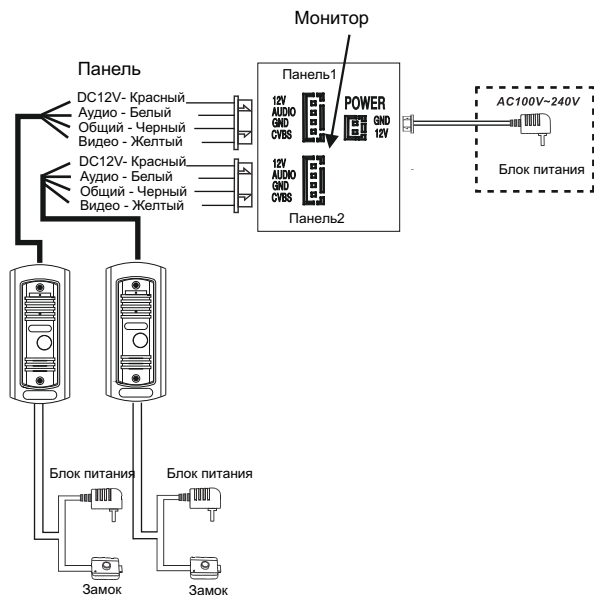 Монитор
Панель
DC12V- Красный
Аудио - Белый
Общий - Черный
Видео - Желтый
DC12V- Красный
Аудио - Белый
Общий - Черный
Видео - Желтый
Панель1
12V
AUDIO
GND
CVBS
POWER
GND
12V
12V
AUDIO
GND
CVBS
Панель2
AC100V~240V
Блок питания
Блок питания
Блок питания
Замок
Замок